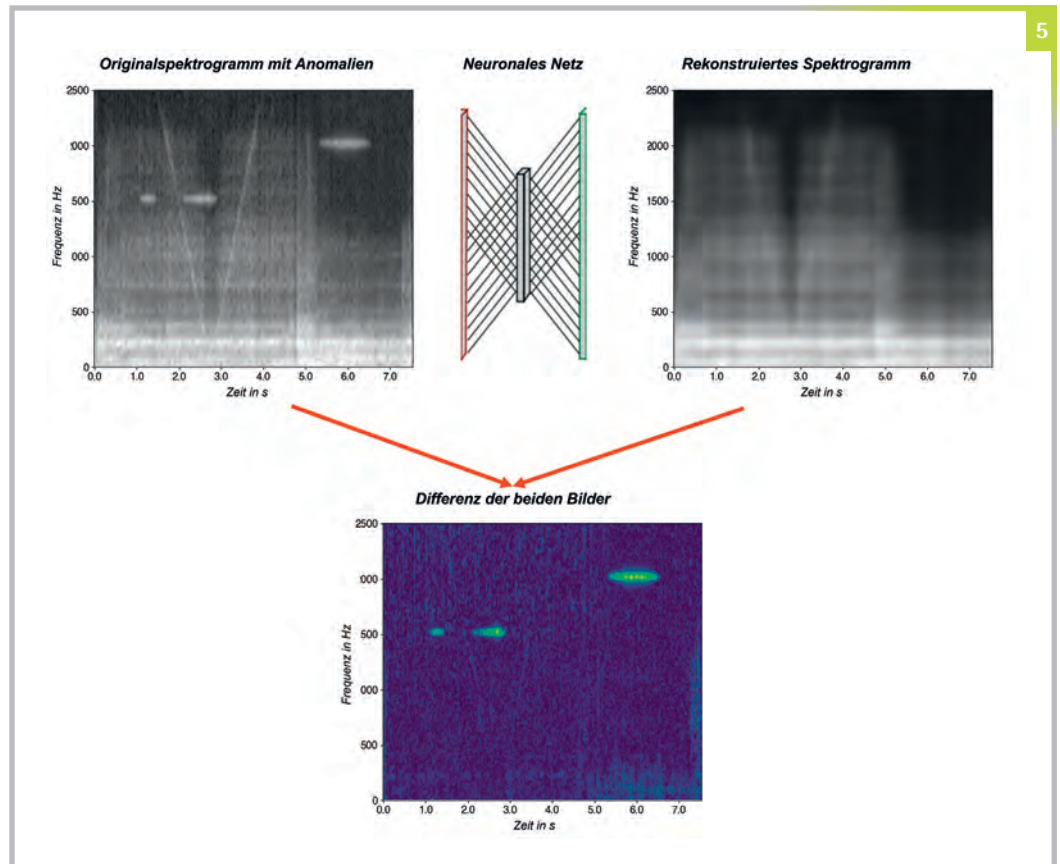 5
Originalspektrogramm mit Anomalien
Neuronales Netz
Rekonstruiertes Spektrogramm
2500
000
500
000
500
0
Frequenz in Hz
0.0 1.0 2.0 3.0 4.0 5.0 6.0 7.0
Zeit in s
2500
2000
1500
1000
500
0
Frequenz in Hz
0.0 1.0 2.0 3.0 4.0 5.0 6.0 7.0
Zeit in s
Differenz der beiden Bilder
2500
000
500
000
500
0
Frequenz in Hz
0.0 1.0 2.0 3.0 4.0 5.0 6.0 7.0
Zeit in s